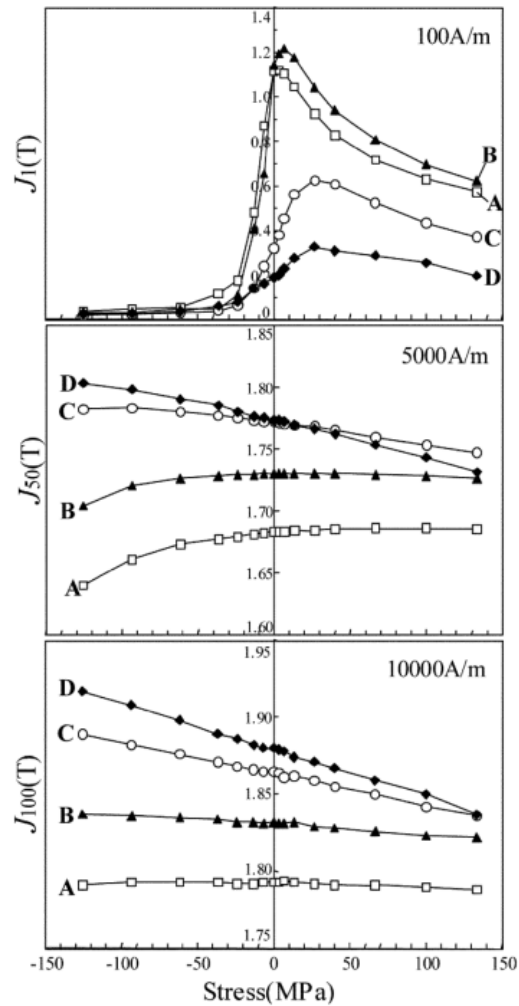 1.4
100A/m
1.2
1.0
0.8
0.6
0.4
0.2
0
J1(T)
B
A
C
D
1.85
5000A/m
1.80
1.75
1.70
1.65
1.60
J50(T)
D
C
B
A
1.95
10000A/m
1.90
1.85
1.80
1.75
J100(T)
D
C
B
A
-150 -100 -50 0 50 100 150
Stress(MPa)